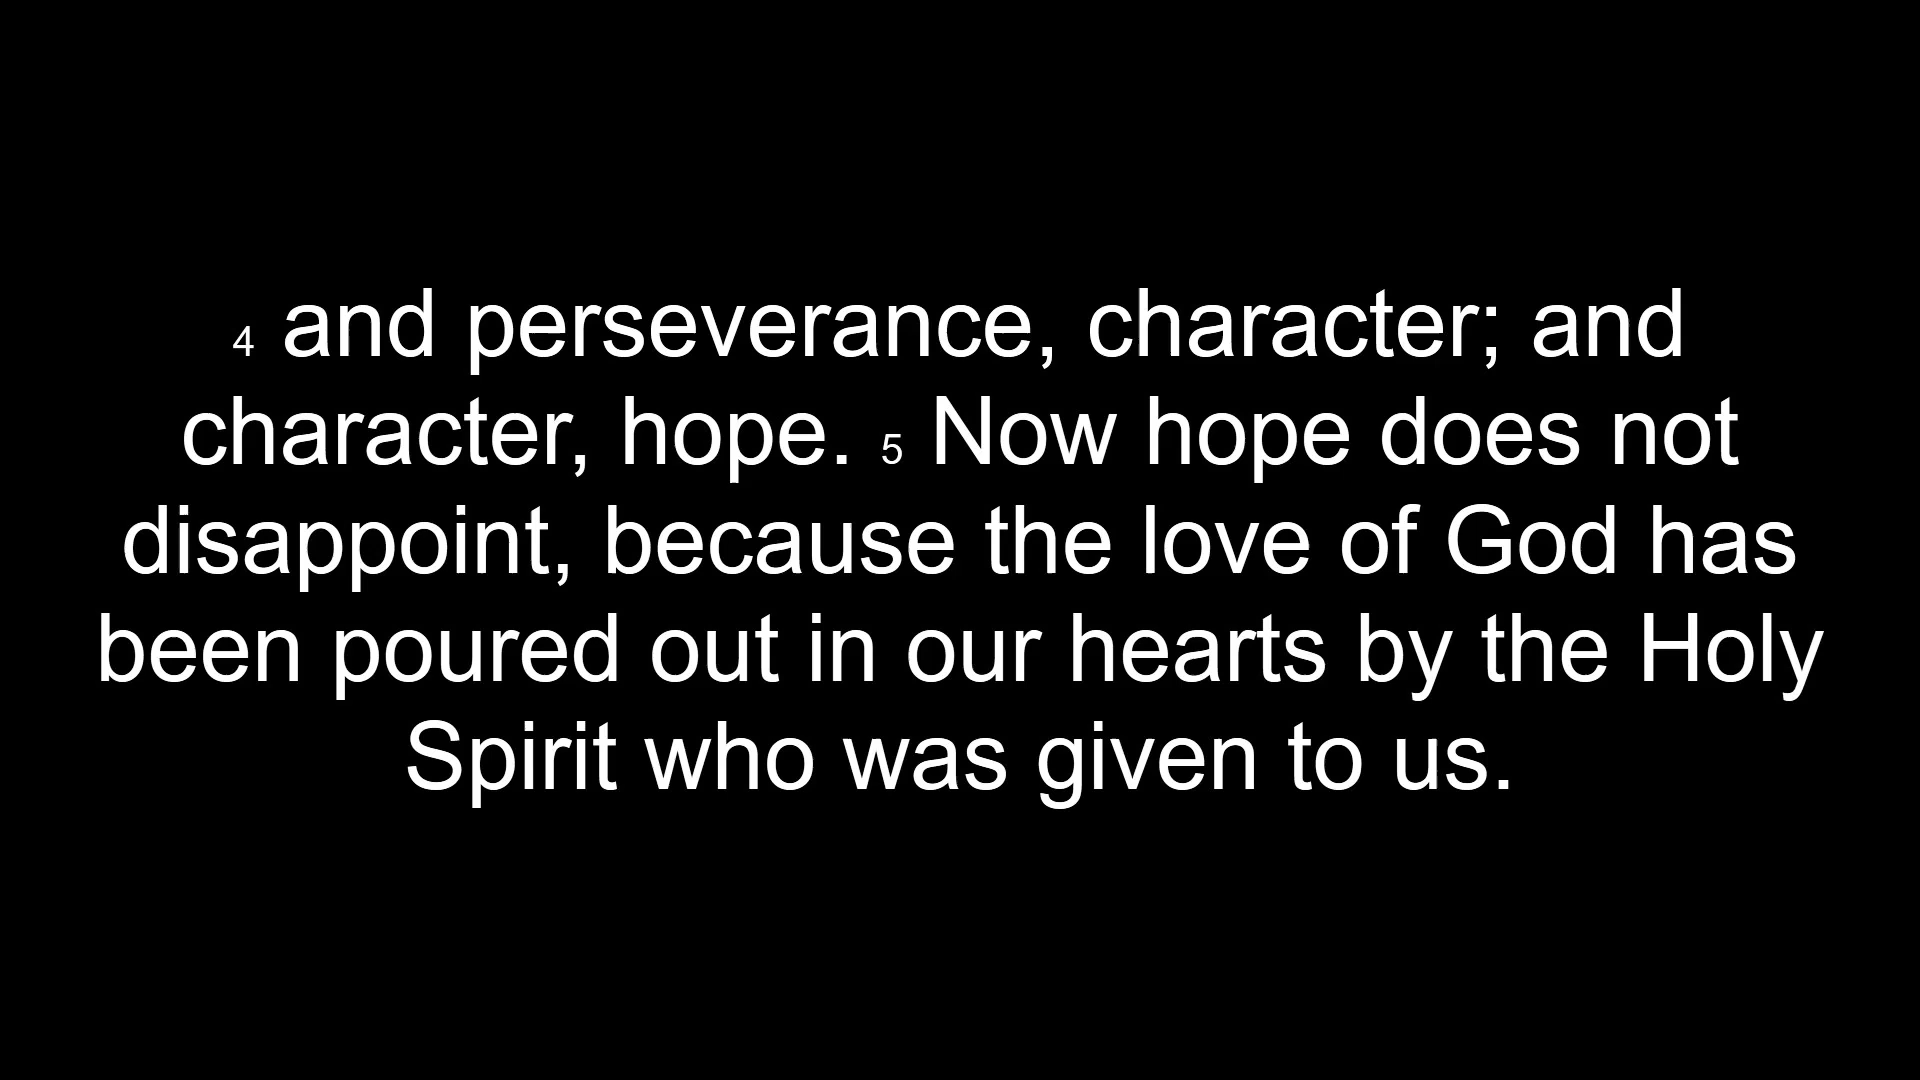 4 and perseverance, character; and
character, hope. 5 Now hope does not
disappoint, because the love of God has
been poured out in our hearts by the Holy
Spirit who was given to us.